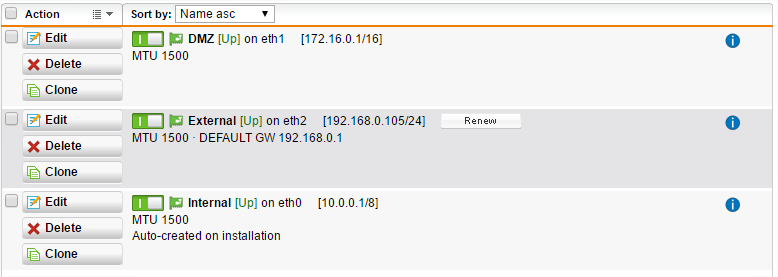 Action Sort by: Name asc
Edit DMZ [Up] on eth1 [172.16.0.1/16]
MTU 1500
Delete
Clone
Edit External [Up] on eth2 [192.168.0.105/24] Renew
MTU 1500 · DEFAULT GW 192.168.0.1
Delete
Clone
Edit Internal [Up] on eth0 [10.0.0.1/8]
MTU 1500
Delete
Auto-created on installation
Clone